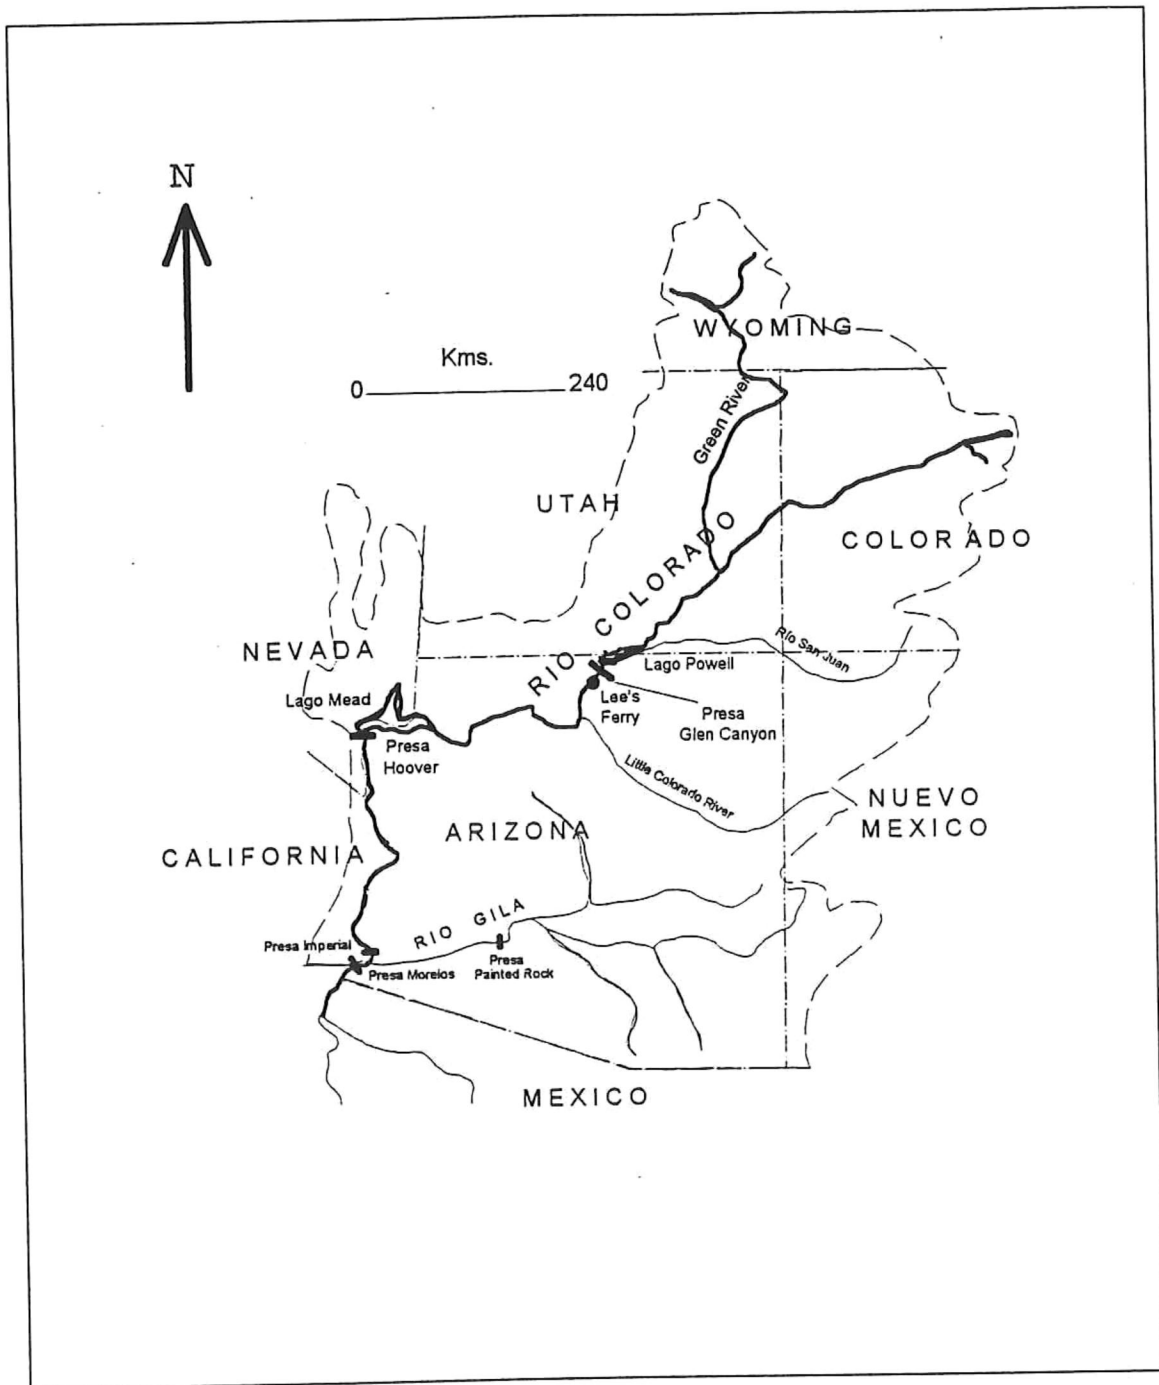 N
WYOMING
Kms.
0 240
Green River
UTAH
COLORADO
RIO COLORADO
NEVADA
Río San Juan
Lago Powell
Lago Mead
Lee's
Ferry
Presa
Glen Canyon
Presa
Hoover
Little Colorado River
NUEVO
MEXICO
ARIZONA
CALIFORNIA
RIO GILA
Presa Imperial
Presa Morelos
Presa
Painted Rock
MEXICO